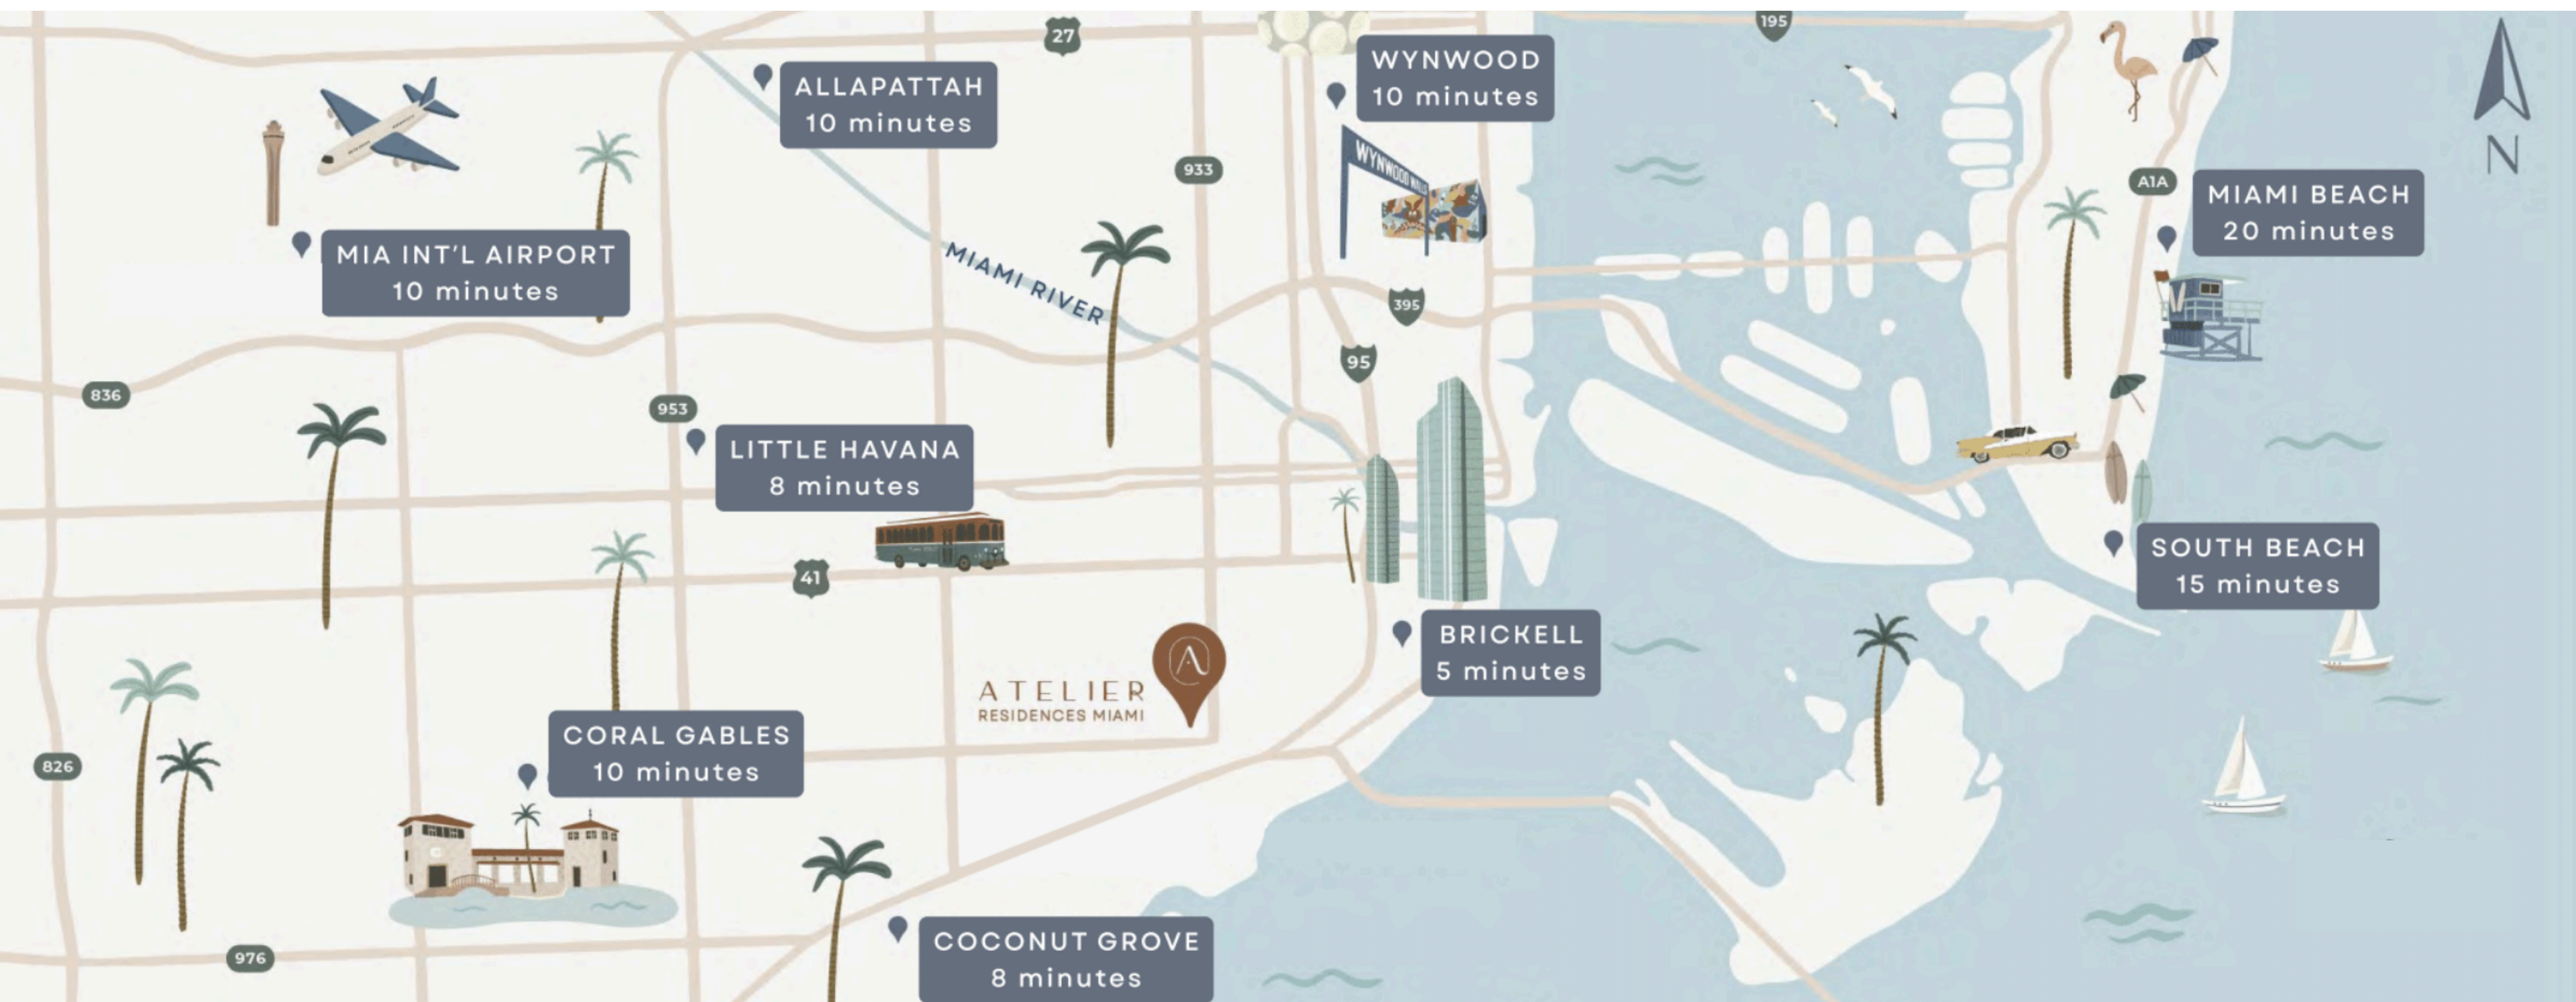 27
195
WYNWOOD
10 minutes
ALLAPATTAH
10 minutes
WYNWOOD WALLS
933
A1A
MIAMI BEACH
20 minutes
N
MIA INT'L AIRPORT
10 minutes
MIAMI RIVER
395
95
836
953
LITTLE HAVANA
8 minutes
41
SOUTH BEACH
15 minutes
BRICKELL
5 minutes
A
ATELIER
RESIDENCES MIAMI
CORAL GABLES
10 minutes
826
COCONUT GROVE
8 minutes
976